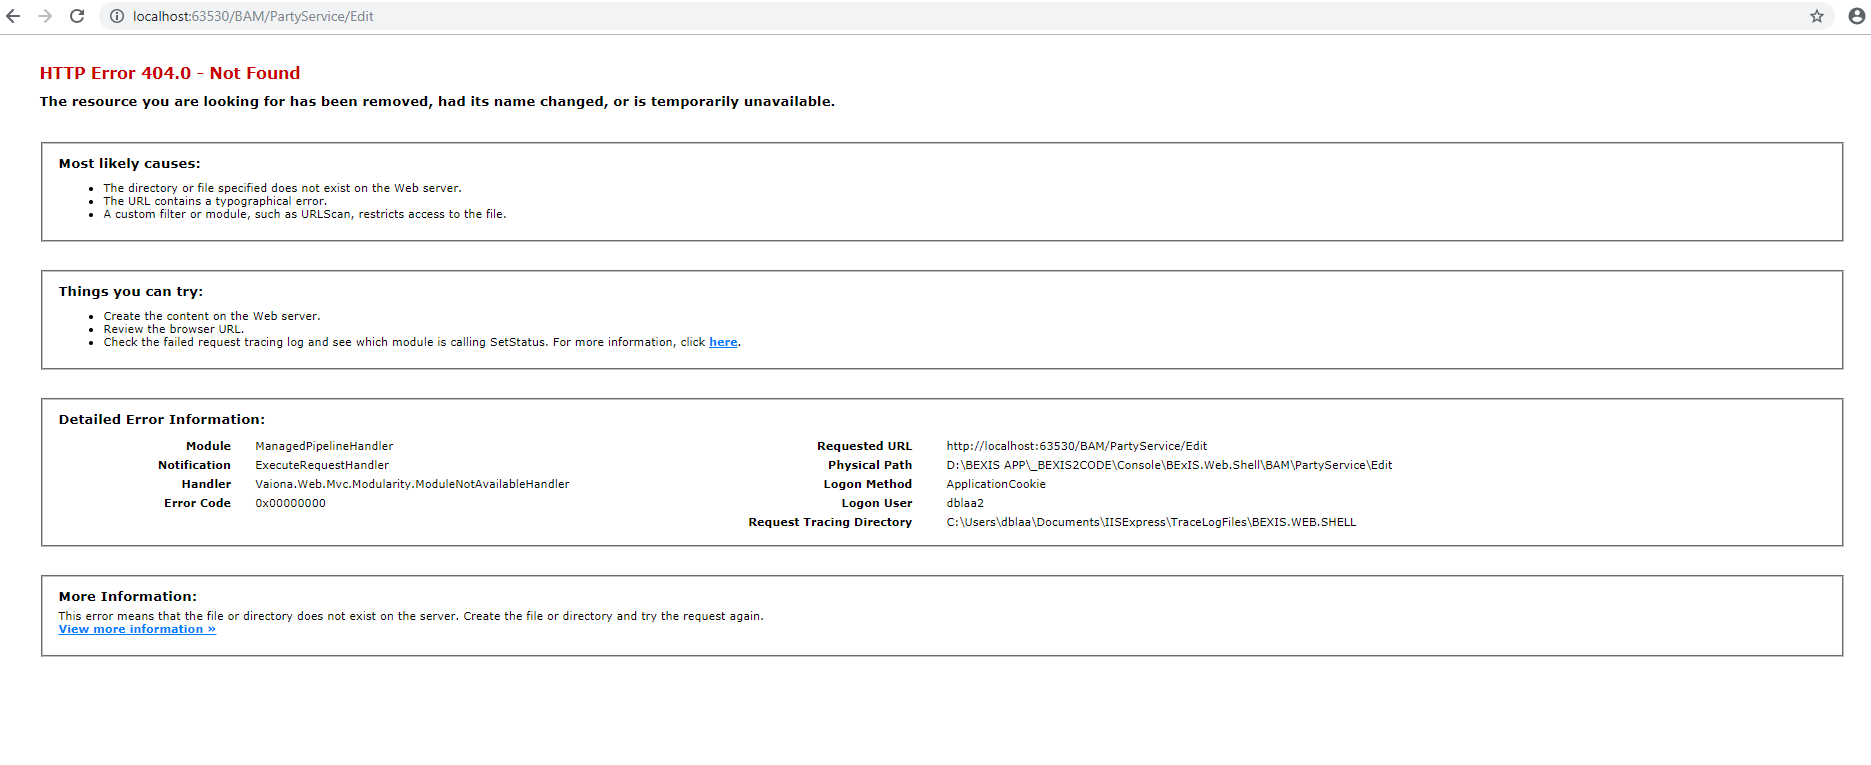 localhost:63530/BAM/PartyService/Edit
HTTP Error 404.0 - Not Found
The resource you are looking for has been removed, had its name changed, or is temporarily unavailable.
Most likely causes:
• The directory or file specified does not exist on the Web server.
• The URL contains a typographical error.
• A custom filter or module, such as URLScan, restricts access to the file.
Things you can try:
• Create the content on the Web server.
• Review the browser URL.
• Check the failed request tracing log and see which module is calling SetStatus. For more information, click here.
Detailed Error Information:
Module ManagedPipelineHandler
Notification ExecuteRequestHandler
Handler Vaiona.Web.Mvc.Modularity.ModuleNotAvailableHandler
Error Code 0x00000000
Requested URL http://localhost:63530/BAM/PartyService/Edit
Physical Path D:\BEXIS APP\_BEXIS2CODE\Console\BExIS.Web.Shell\BAM\PartyService\Edit
Logon Method ApplicationCookie
Logon User dblaa2
Request Tracing Directory C:\Users\dblaa\Documents\IISExpress\TraceLogFiles\BEXIS.WEB.SHELL
More Information:
This error means that the file or directory does not exist on the server. Create the file or directory and try the request again.
View more information »